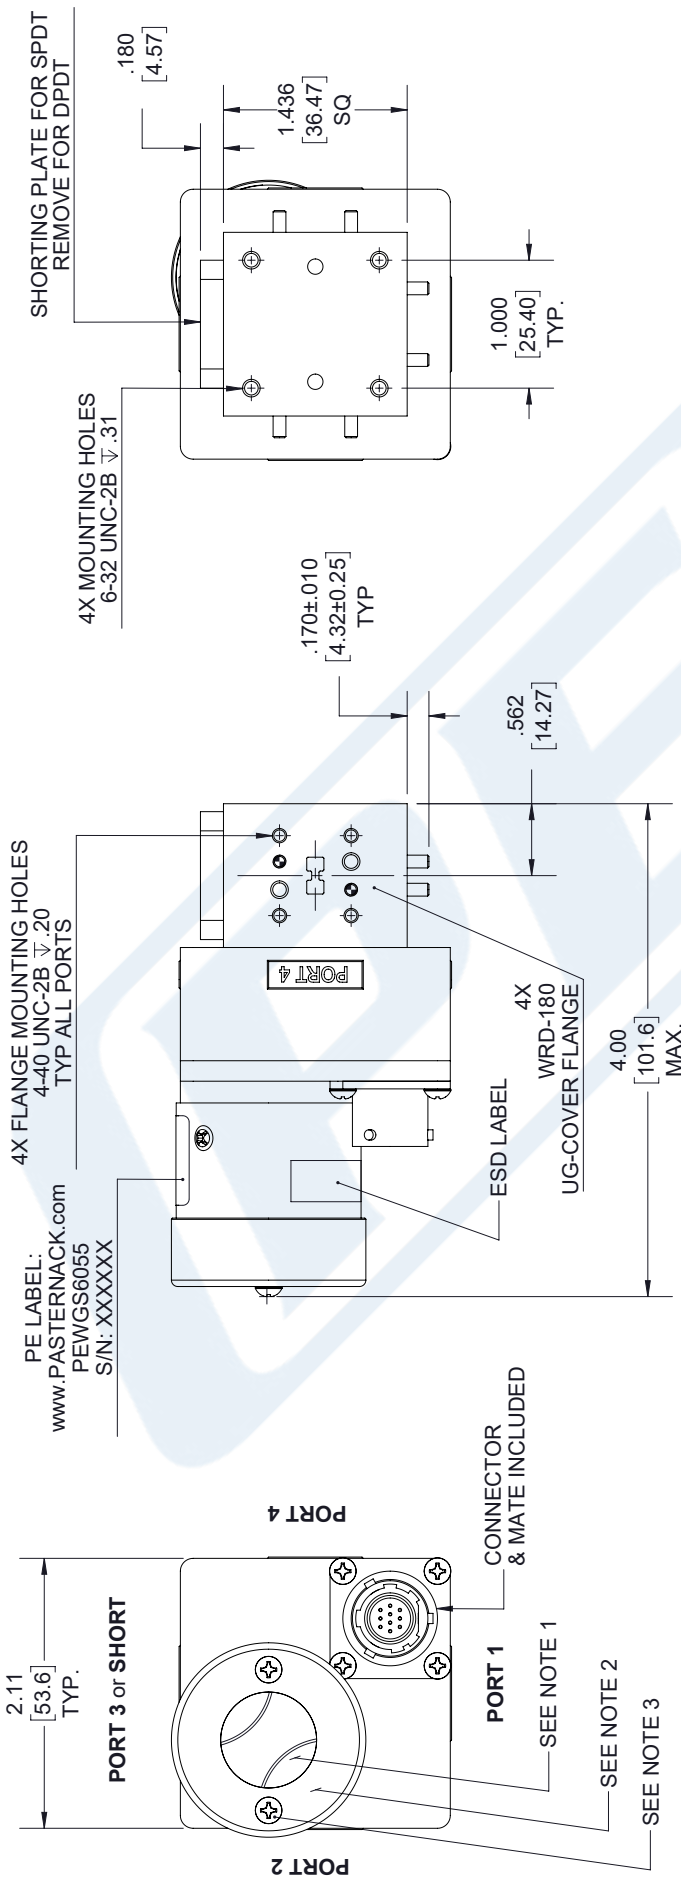 SHORTING PLATE FOR SPDT
REMOVE FOR DPDT
.180
[4.57]
1.436
[36.47]
SQ
4X MOUNTING HOLES
6-32 UNC-2B ↧.31
1.000
[25.40]
TYP.
.170±.010
[4.32±0.25]
TYP
.562
[14.27]
4X FLANGE MOUNTING HOLES
4-40 UNC-2B ↧.20
TYP ALL PORTS
PE LABEL:
www.PASTERNACK.com
PEWGS6055
S/N: XXXXXX
PORT 4
4X
WRD-180
UG-COVER FLANGE
ESD LABEL
4.00
[101.6]
MAX.
2.11
[53.6]
TYP.
PORT 3 or SHORT
PORT 4
PORT 2
PORT 1
CONNECTOR
& MATE INCLUDED
SEE NOTE 1
SEE NOTE 2
SEE NOTE 3